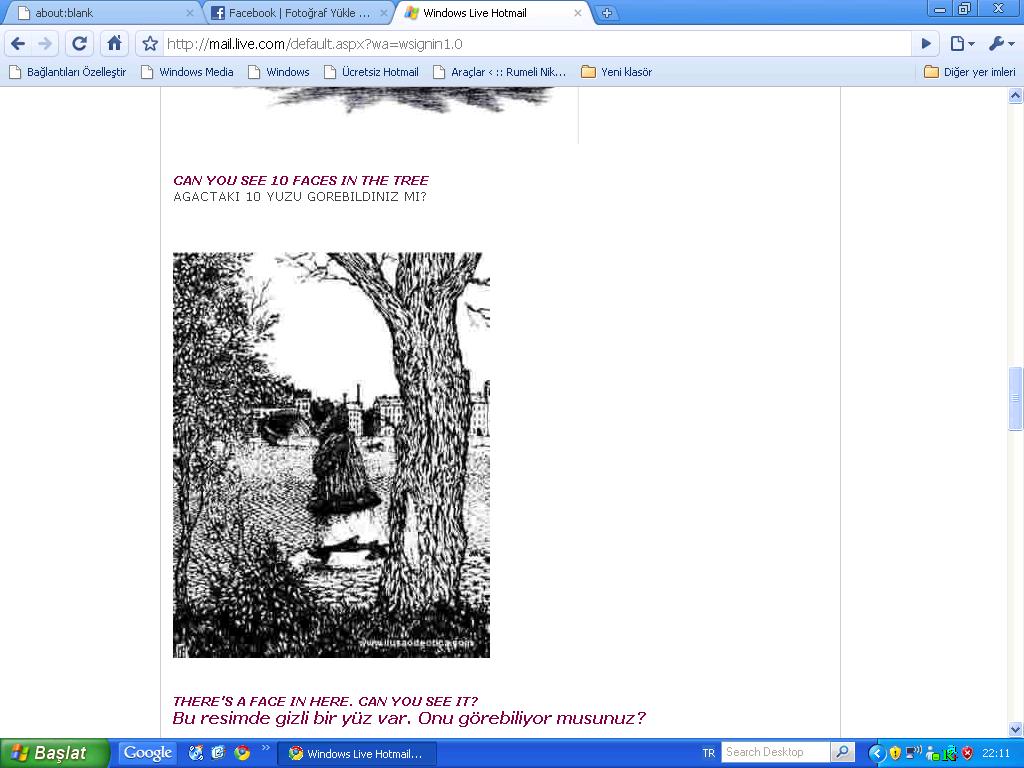 about:blank
Facebook | Fotoğraf Yükle ...
Windows Live Hotmail
http://mail.live.com/default.aspx?wa=wsignin1.0
Bağlantıları Özelleştir
Windows Media
Windows
Ücretsiz Hotmail
Araçlar < :: Rumeli Nik...
Yeni klasör
Diğer yer imleri
CAN YOU SEE 10 FACES IN THE TREE
AGACTAKI 10 YUZU GOREBILDINIZ MI?
THERE'S A FACE IN HERE. CAN YOU SEE IT?
Bu resimde gizli bir yüz var. Onu görebiliyor musunuz?
Başlat
Google
Windows Live Hotmail...
TR
Search Desktop
22:11